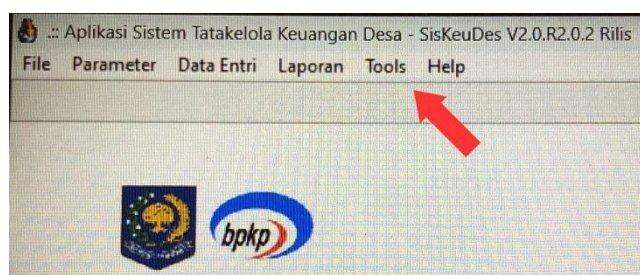 .:: Aplikasi Sistem Tatakelola Keuangan Desa - SisKeuDes V2.0.R2.0.2 Rilis
File Parameter Data Entri Laporan Tools Help
bpkp